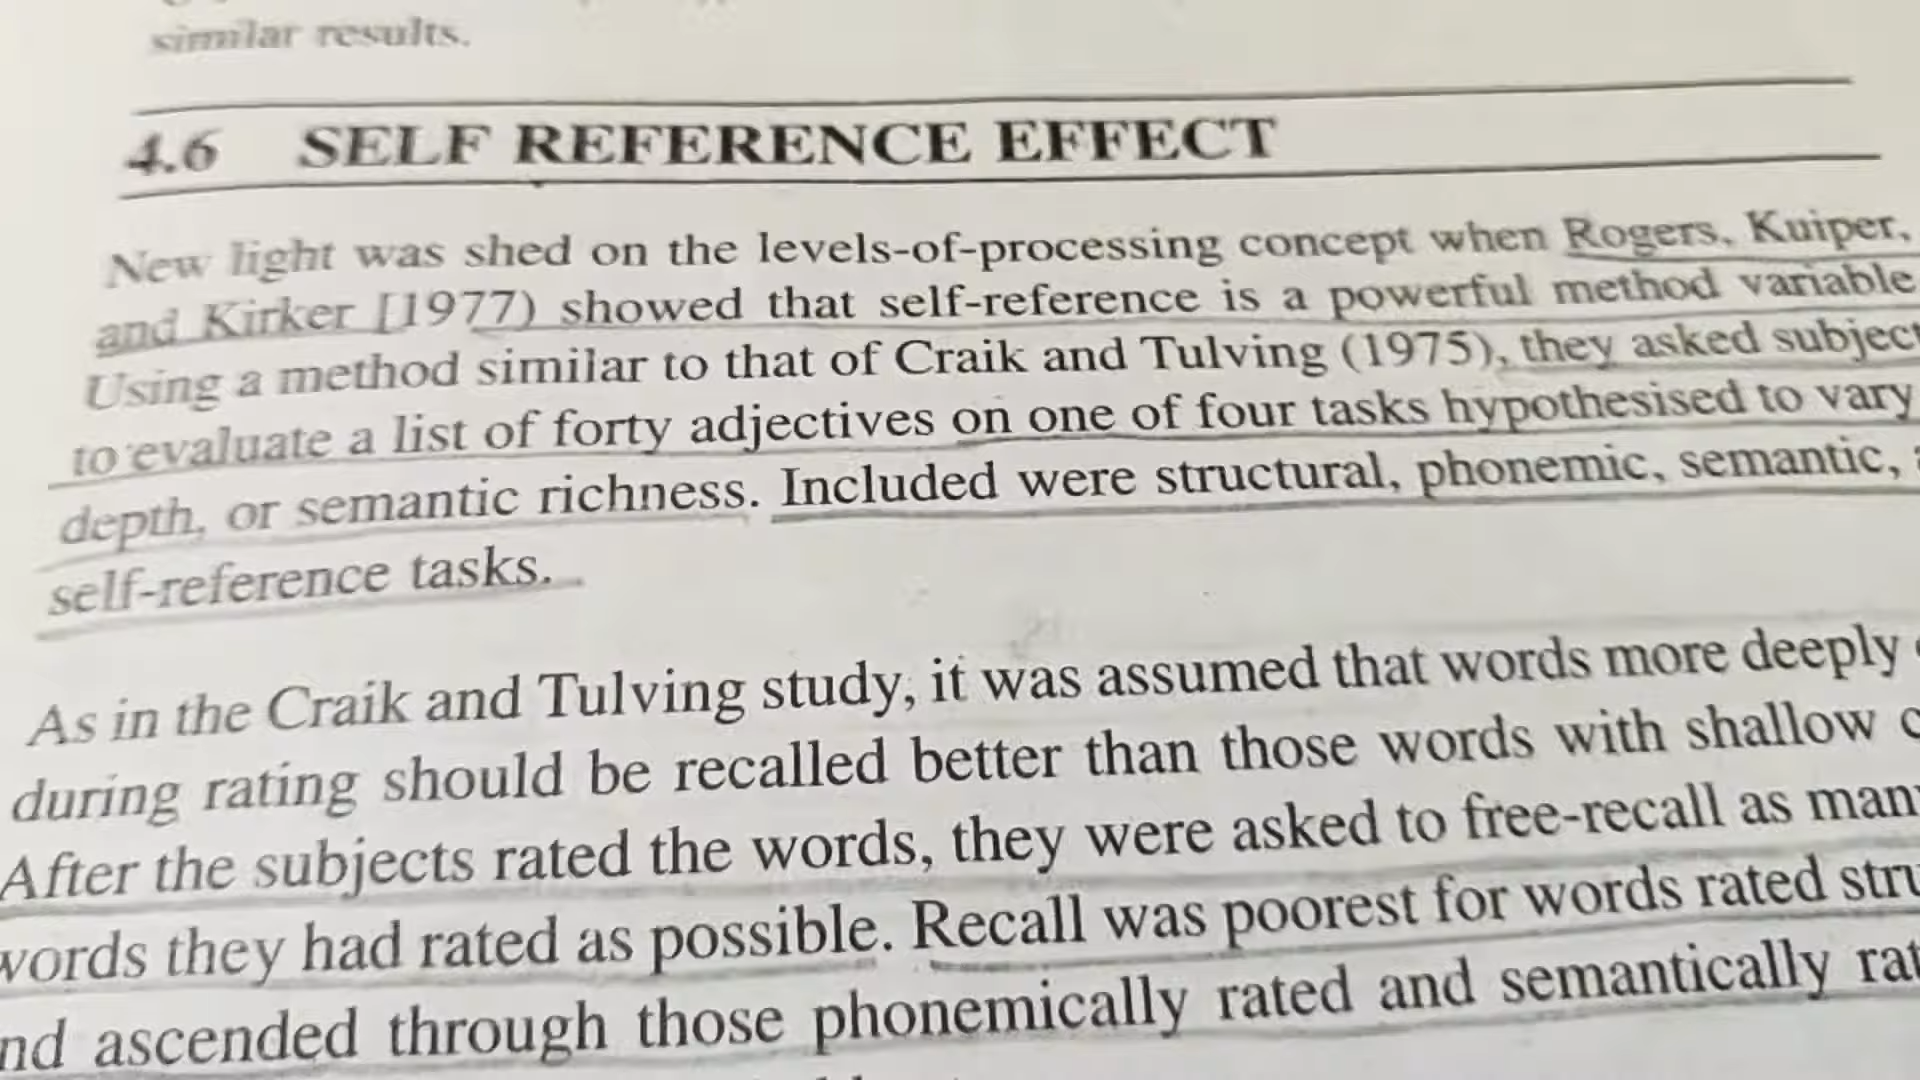 similar results.
4.6 SELF REFERENCE EFFECT
New light was shed on the levels-of-processing concept when Rogers, Kuiper,
and Kirker [1977) showed that self-reference is a powerful method variable
Using a method similar to that of Craik and Tulving (1975), they asked subject
to evaluate a list of forty adjectives on one of four tasks hypothesised to vary
depth, or semantic richness. Included were structural, phonemic, semantic,
self-reference tasks.
As in the Craik and Tulving study, it was assumed that words more deeply
during rating should be recalled better than those words with shallow
After the subjects rated the words, they were asked to free-recall as
words they had rated as possible. Recall was poorest for words rated
ascended through those phonemically rated and semantically